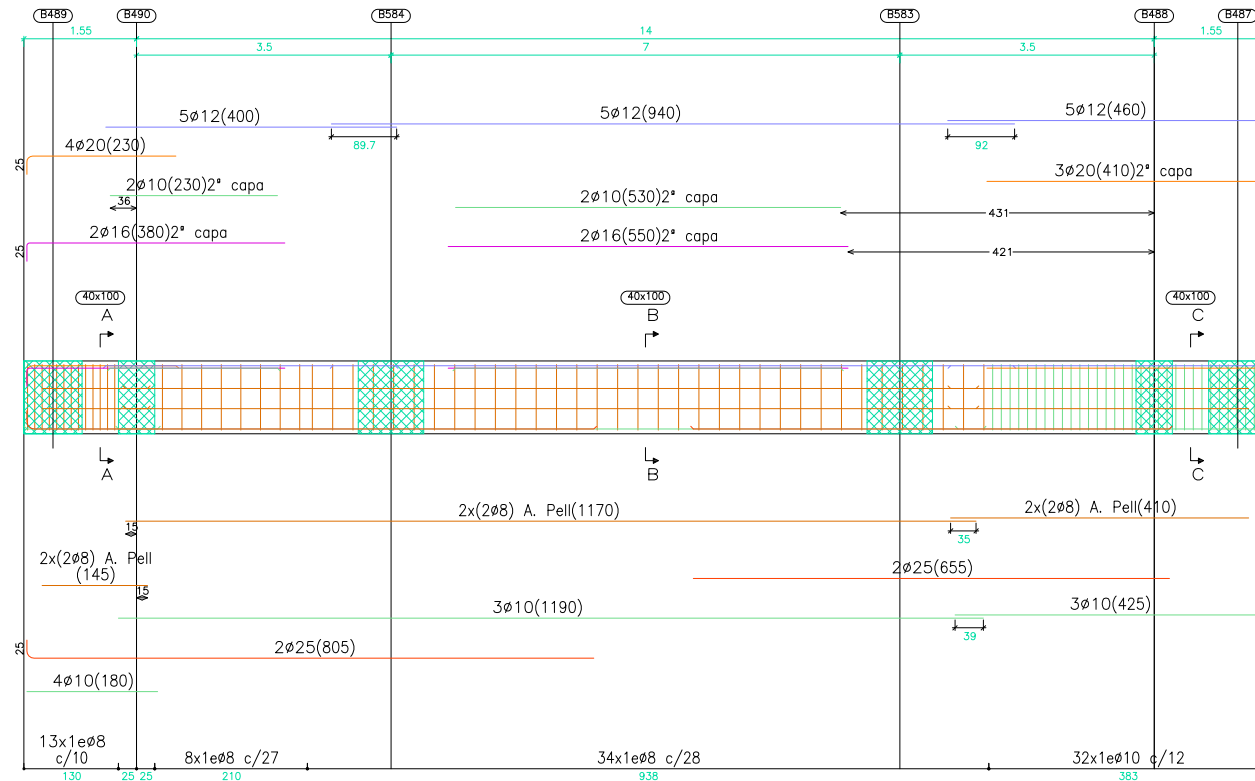 B489 B490 B584 B583 B488 B487
1.55 14 1.55
3.5 7 3.5
5ø12(400) 5ø12(940) 5ø12(460)
89.7 92
4ø20(230)
25
3ø20(410)2ª capa
2ø10(230)2ª capa
36
2ø10(530)2ª capa
431
2ø16(380)2ª capa
25
2ø16(550)2ª capa
421
40x100 40x100 40x100
A B C
A B C
2x(2ø8) A. Pell(1170) 2x(2ø8) A. Pell(410)
15 35
2x(2ø8) A. Pell
(145)
15
2ø25(655)
3ø10(1190) 3ø10(425)
39
2ø25(805)
25
4ø10(180)
13x1eø8
c/10
8x1eø8 c/27 34x1eø8 c/28 32x1eø10 c/12
130 25 25 210 938 383